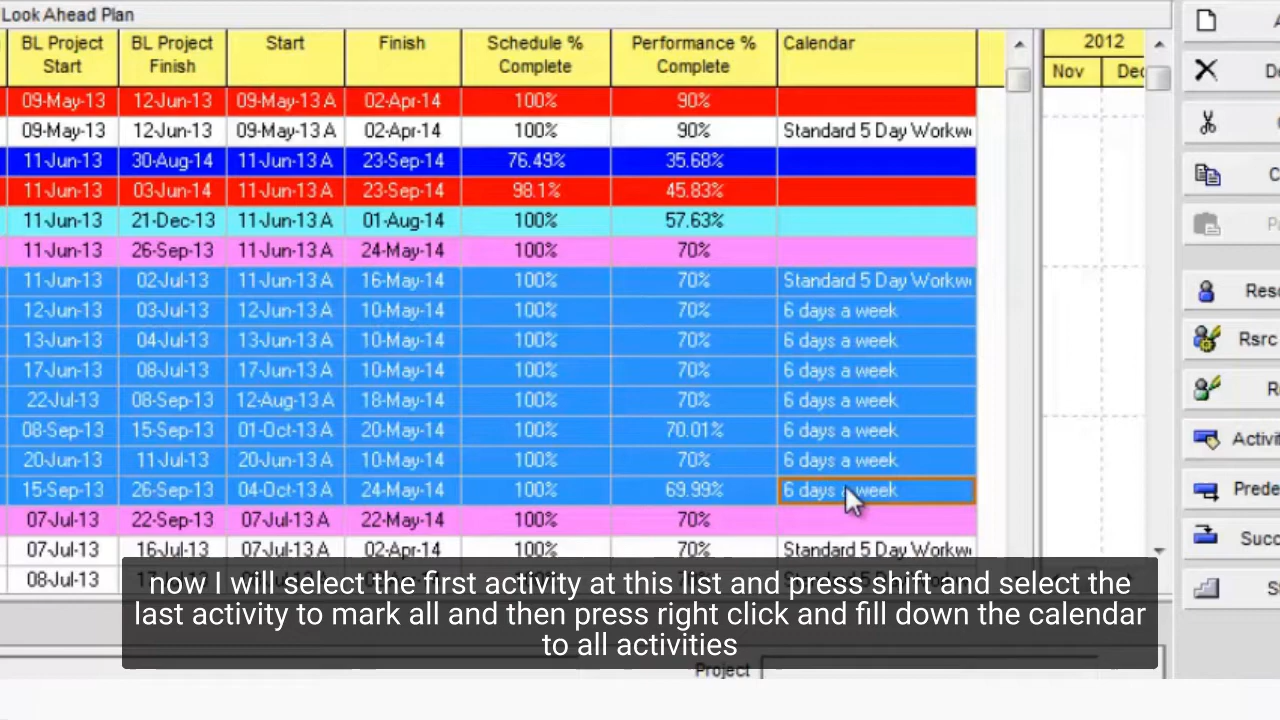 Look Ahead Plan
BL Project Start BL Project Finish Start Finish Schedule % Complete Performance % Complete Calendar 2012
Nov Dec
09-May-13 12-Jun-13 09-May-13 A 02-Apr-14 100% 90%
09-May-13 12-Jun-13 09-May-13 A 02-Apr-14 100% 90% Standard 5 Day Workw
11-Jun-13 30-Aug-14 11-Jun-13 A 23-Sep-14 76.49% 35.68%
11-Jun-13 03-Jun-14 11-Jun-13 A 23-Sep-14 98.1% 45.83%
11-Jun-13 21-Dec-13 11-Jun-13 A 01-Aug-14 100% 57.63%
11-Jun-13 26-Sep-13 11-Jun-13 A 24-May-14 100% 70%
11-Jun-13 02-Jul-13 11-Jun-13 A 16-May-14 100% 70% Standard 5 Day Workw
12-Jun-13 03-Jul-13 12-Jun-13 A 10-May-14 100% 70% 6 days a week
13-Jun-13 04-Jul-13 13-Jun-13 A 10-May-14 100% 70% 6 days a week
17-Jun-13 08-Jul-13 17-Jun-13 A 10-May-14 100% 70% 6 days a week
22-Jul-13 08-Sep-13 12-Aug-13 A 18-May-14 100% 70% 6 days a week
08-Sep-13 15-Sep-13 01-Oct-13 A 20-May-14 100% 70.01% 6 days a week
20-Jun-13 11-Jul-13 20-Jun-13 A 10-May-14 100% 70% 6 days a week
15-Sep-13 26-Sep-13 04-Oct-13 A 24-May-14 100% 69.99% 6 days a week
07-Jul-13 22-Sep-13 07-Jul-13 A 22-May-14 100% 70%
07-Jul-13 16-Jul-13 07-Jul-13 A 02-Apr-14 100% 70% Standard 5 Day Workw
08-Jul-13
Reso
Rsrc
Activit
Prede
Succ
now I will select the first activity at this list and press shift and select the
last activity to mark all and then press right click and fill down the calendar
to all activities
Project